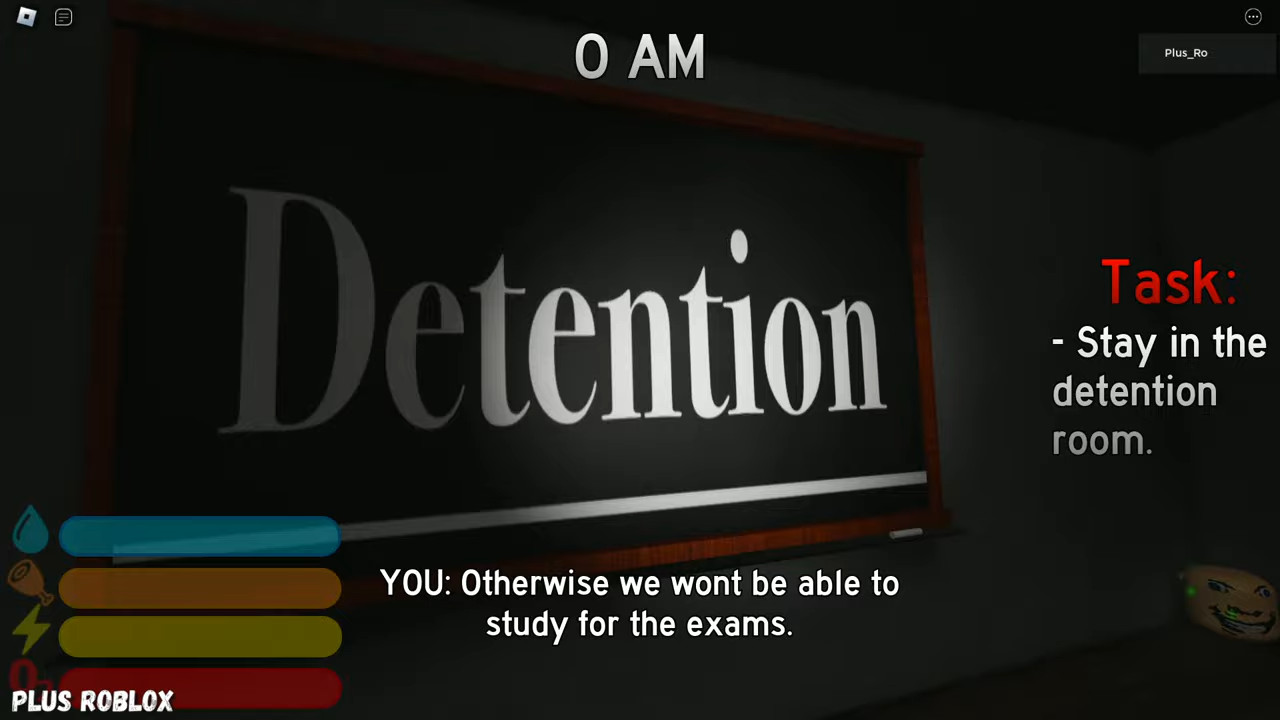 0 AM
Plus_Ro
Detention
Task:
- Stay in the
detention
room.
YOU: Otherwise we wont be able to
study for the exams.
O₂
PLUS ROBLOX